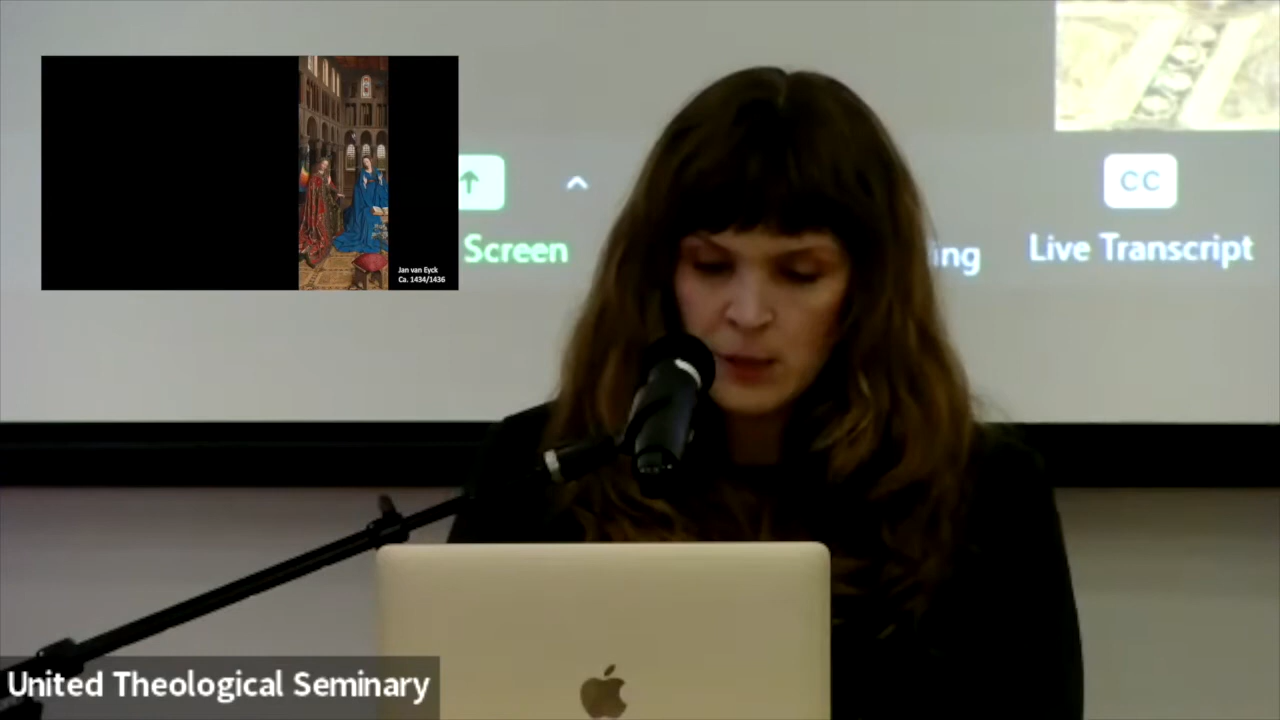 Jan van Eyck
Ca. 1434/1436
Screen
ing
Live Transcript
CC
United Theological Seminary